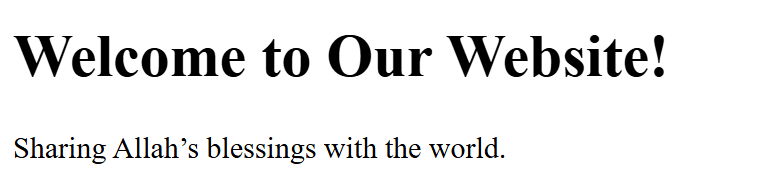 Welcome to Our Website!
Sharing Allah’s blessings with the world.